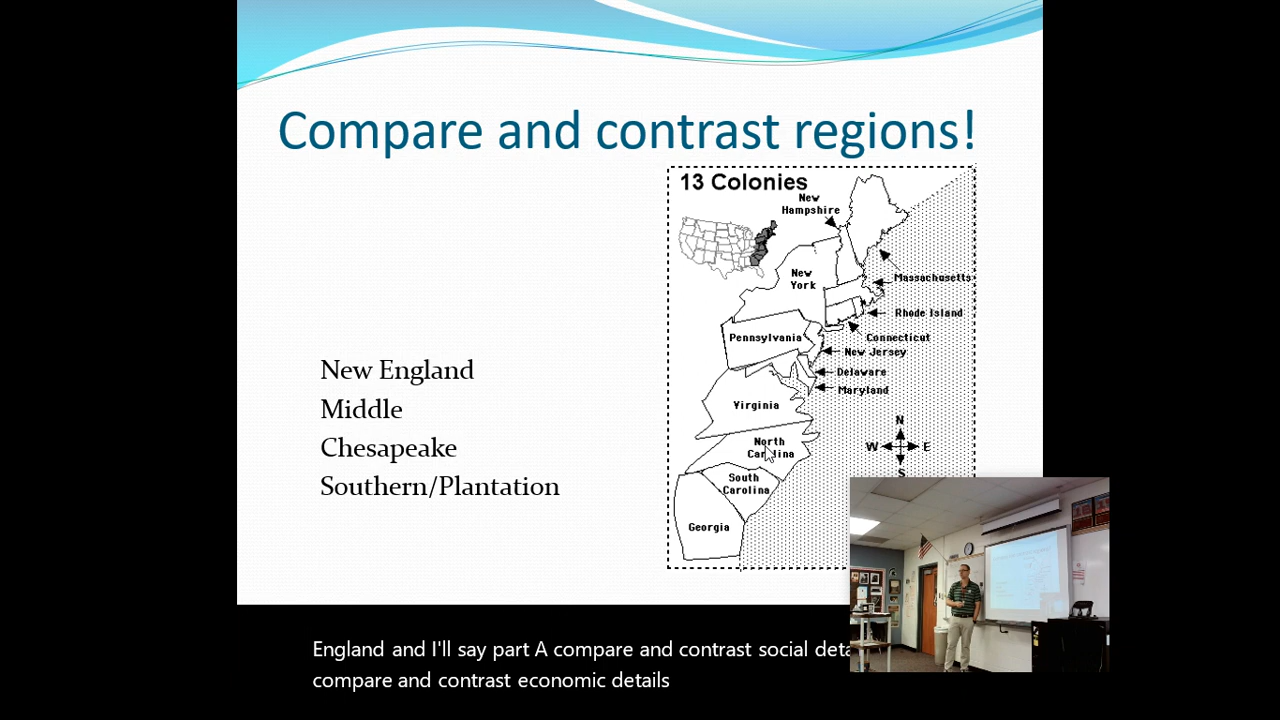 Compare and contrast regions!
13 Colonies
New
Hampshire
New
York
Massachusetts
Rhode Island
Pennsylvania
Connecticut
New Jersey
Delaware
Maryland
Virginia
North
Carolina
South
Carolina
Georgia
N
W E
S
New England
Middle
Chesapeake
Southern/Plantation
England and I'll say part A compare and contrast social
compare and contrast economic details